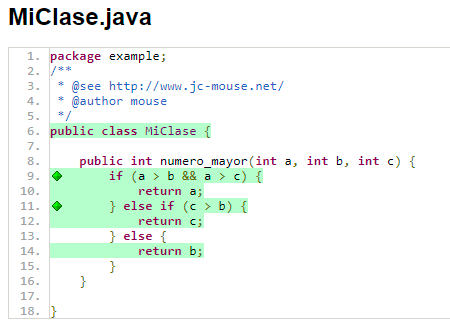 MiClase.java
1. package example;
2. /**
3.  * @see http://www.jc-mouse.net/
4.  * @author mouse
5.  */
6. public class MiClase {
7.
8.     public int numero_mayor(int a, int b, int c) {
9.         if (a > b && a > c) {
10.             return a;
11.         } else if (c > b) {
12.             return c;
13.         } else {
14.             return b;
15.         }
16.     }
17.
18. }